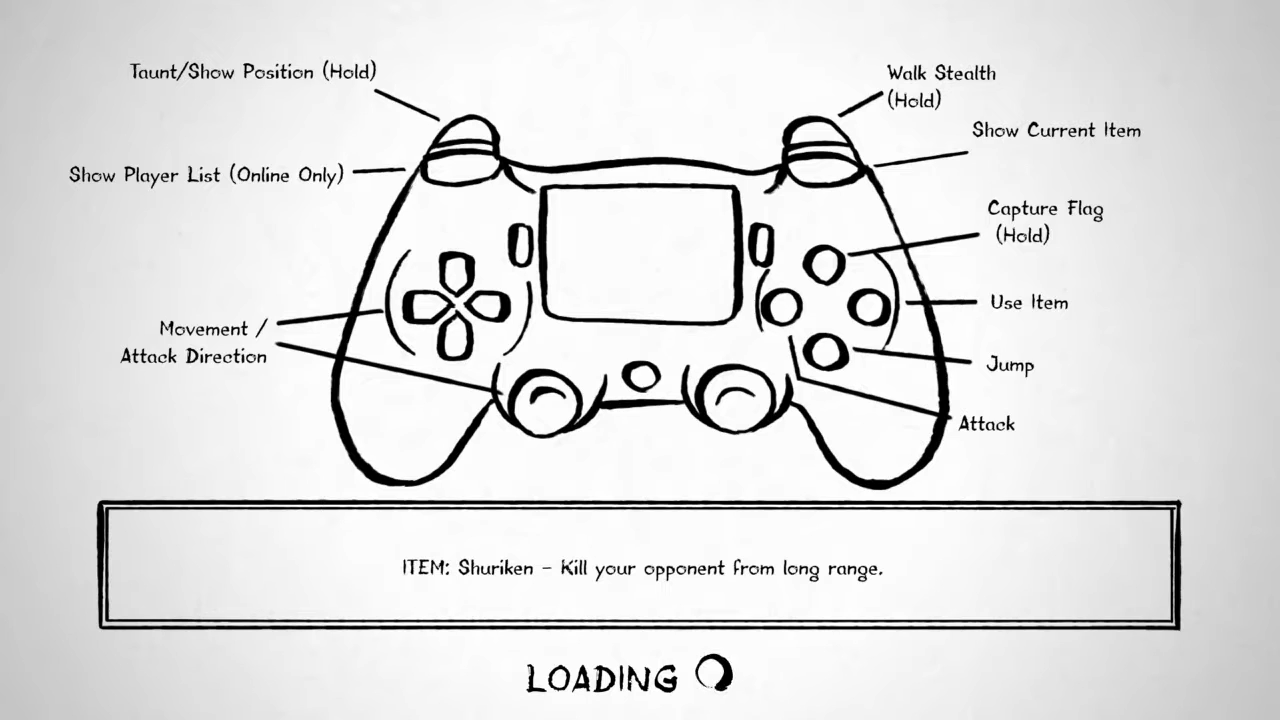 Taunt/Show Position (Hold)
Walk Stealth
(Hold)
Show Current Item
Show Player List (Online Only)
Capture Flag
(Hold)
Use Item
Movement /
Attack Direction
Jump
Attack
ITEM: Shuriken - Kill your opponent from long range.
LOADING